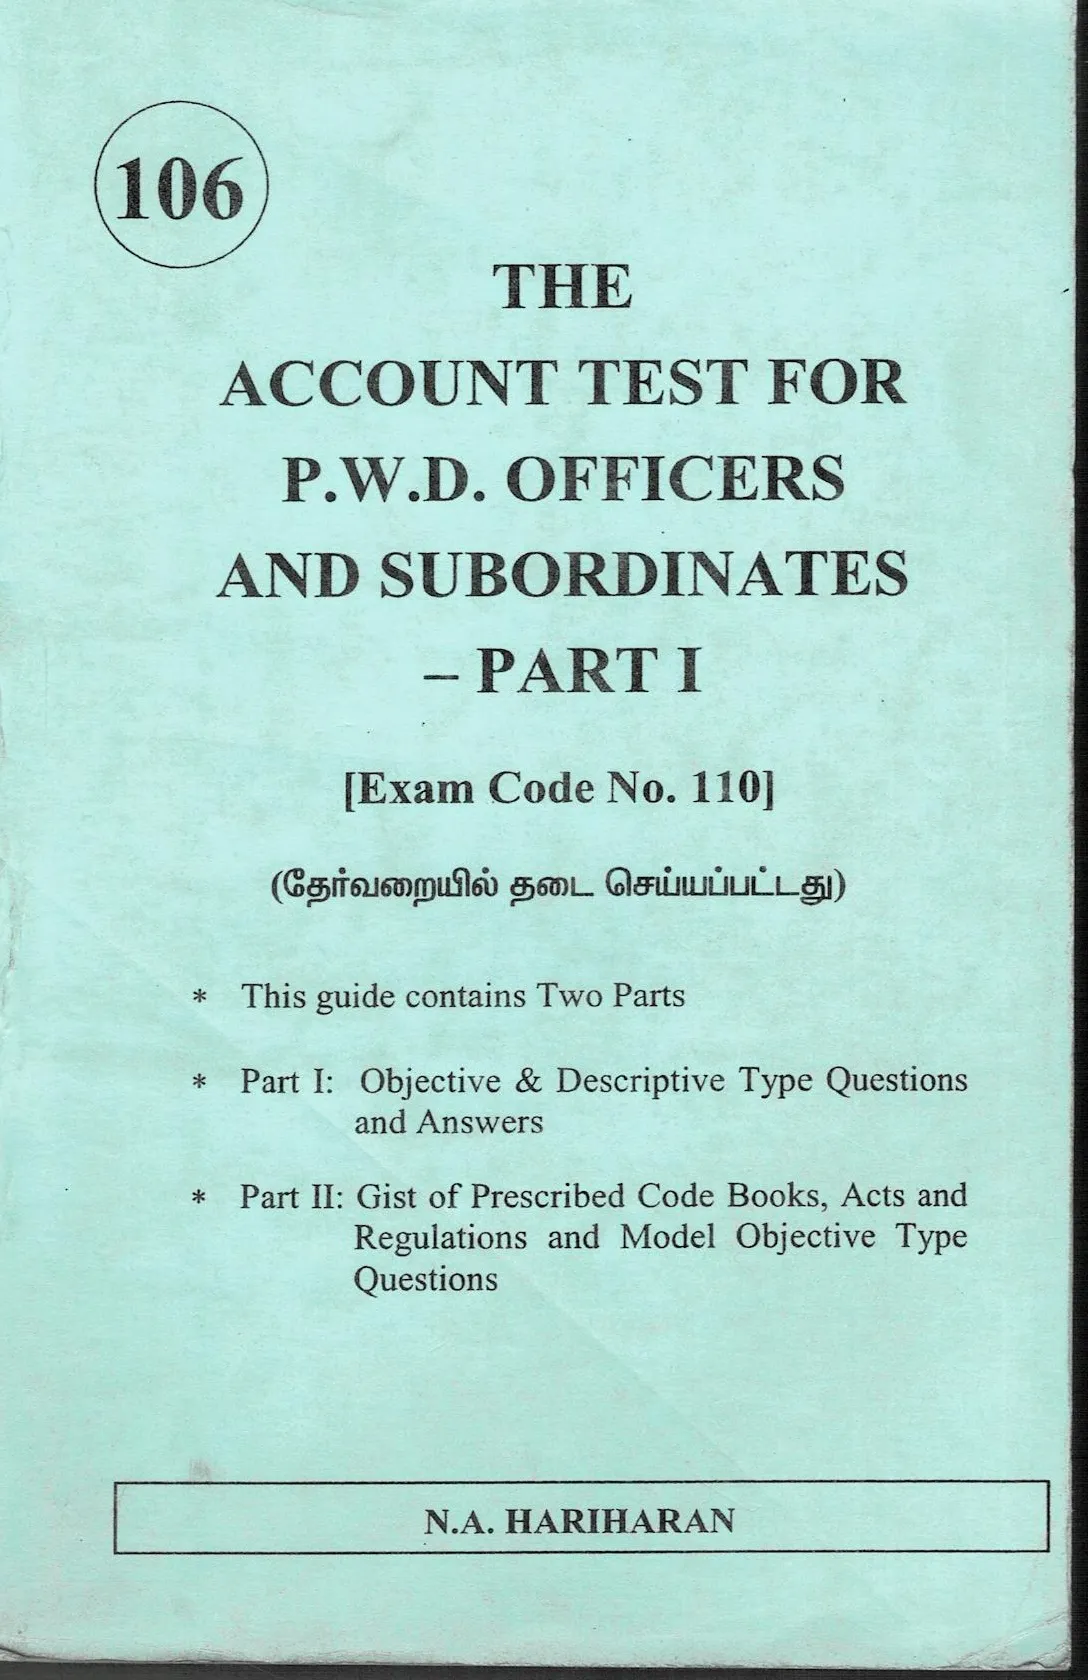 106
THE
ACCOUNT TEST FOR
P.W.D. OFFICERS
AND SUBORDINATES
– PART I
[Exam Code No. 110]
(தேர்வறையில் தடை செய்யப்பட்டது)
* This guide contains Two Parts
* Part I: Objective & Descriptive Type Questions
and Answers
* Part II: Gist of Prescribed Code Books, Acts and
Regulations and Model Objective Type
Questions
N.A. HARIHARAN